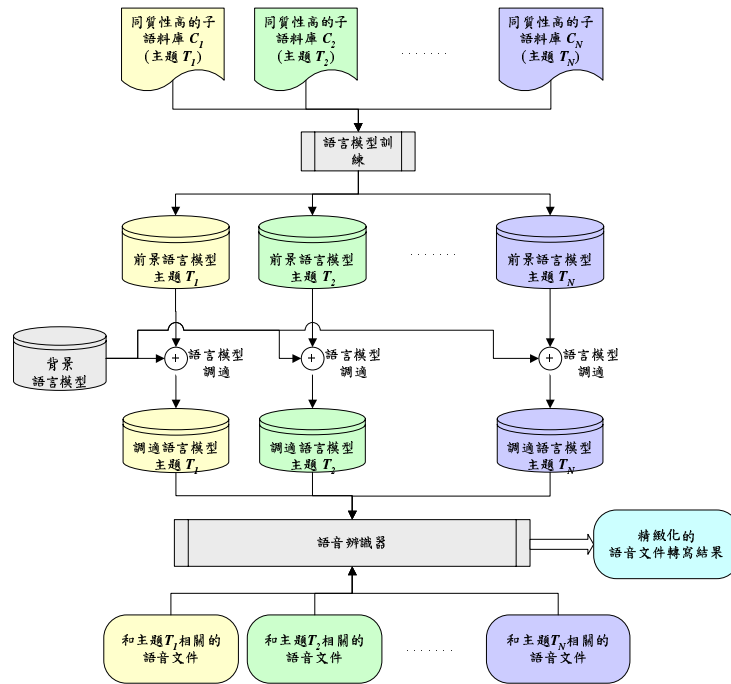 同質性高的子
語料庫 C1
(主題 T1)
同質性高的子
語料庫 C2
(主題 T2)
. . . . . . .
同質性高的子
語料庫 CN
(主題 TN)
語言模型訓
練
前景語言模型
主題 T1
前景語言模型
主題 T2
. . . . . . .
前景語言模型
主題 TN
背景
語言模型
+
語言模型
調適
+
語言模型
調適
+
語言模型
調適
調適語言模型
主題 T1
調適語言模型
主題 T2
調適語言模型
主題 TN
語音辨識器
精緻化的
語音文件轉寫結果
和主題T1相關的
語音文件
和主題T2相關的
語音文件
. . . . . . .
和主題TN相關的
語音文件